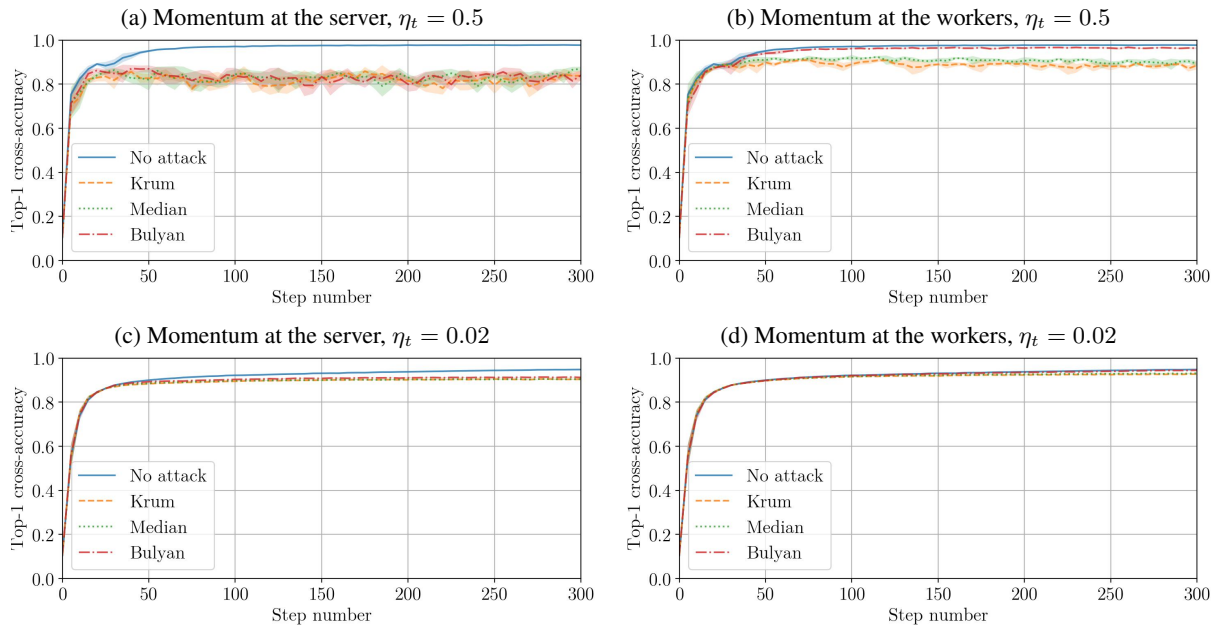 (a) Momentum at the server, ηₜ = 0.5
1.0
0.8
0.6
0.4
0.2
0.0
Top-1 cross-accuracy
No attack
Krum
Median
Bulyan
0 50 100 150 200 250 300
Step number
(b) Momentum at the workers, ηₜ = 0.5
1.0
0.8
0.6
0.4
0.2
0.0
Top-1 cross-accuracy
No attack
Krum
Median
Bulyan
0 50 100 150 200 250 300
Step number
(c) Momentum at the server, ηₜ = 0.02
1.0
0.8
0.6
0.4
0.2
0.0
Top-1 cross-accuracy
No attack
Krum
Median
Bulyan
0 50 100 150 200 250 300
Step number
(d) Momentum at the workers, ηₜ = 0.02
1.0
0.8
0.6
0.4
0.2
0.0
Top-1 cross-accuracy
No attack
Krum
Median
Bulyan
0 50 100 150 200 250 300
Step number